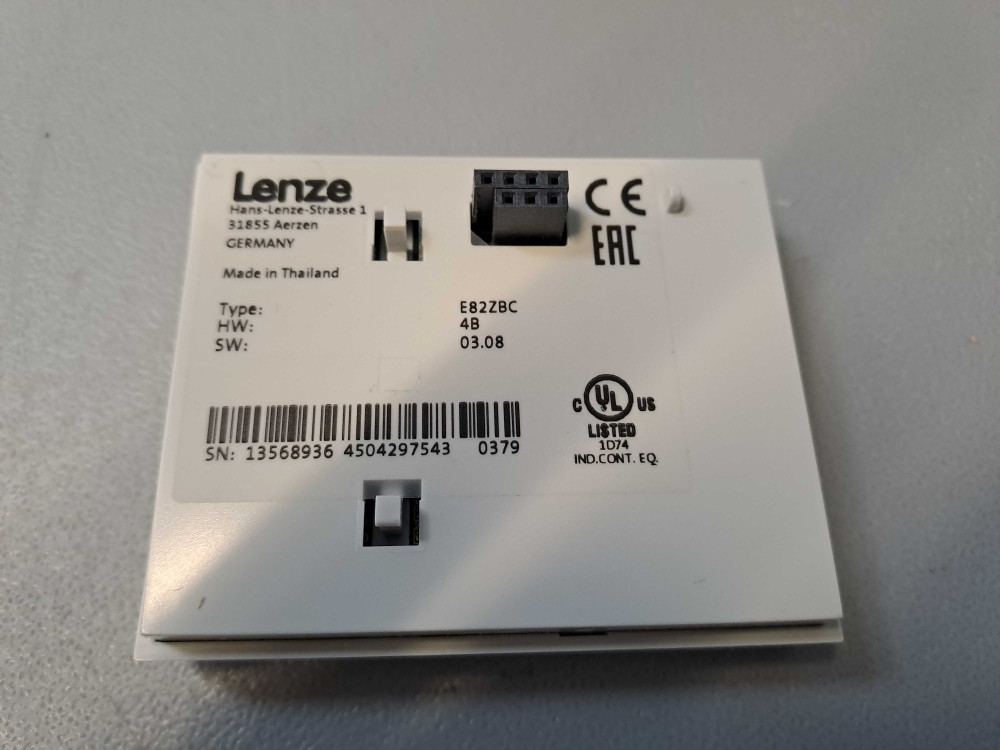 Lenze
Hans-Lenze-Strasse 1
31855 Aerzen
GERMANY
Made in Thailand
Type: E82ZBC
HW: 4B
SW: 03.08
SN: 13568936 4504297543 0379
CE
EAC
C UL US
LISTED
1D74
IND.CONT. EQ.